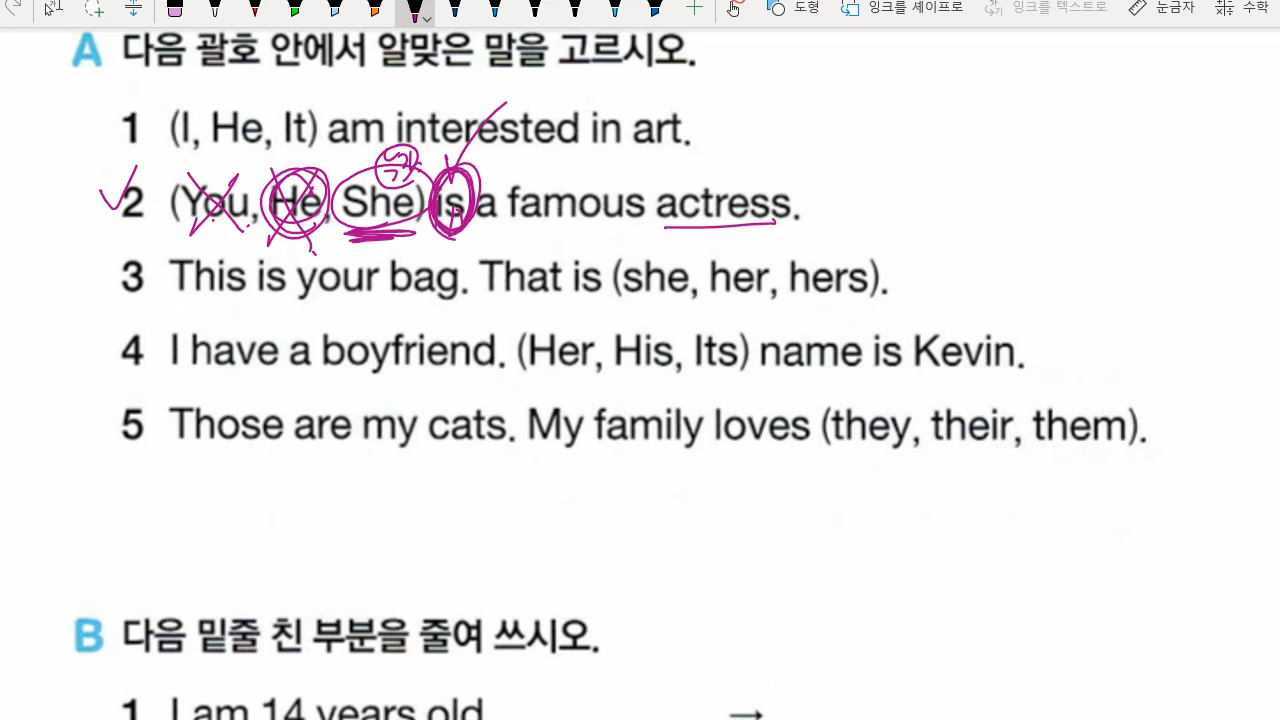 도형 잉크를 셰이프로 잉크를 텍스트로 눈금자 수학
A 다음 괄호 안에서 알맞은 말을 고르시오.
1 (I, He, It) am interested in art.
2 (You, He, She) is a famous actress.
3 This is your bag. That is (she, her, hers).
4 I have a boyfriend. (Her, His, Its) name is Kevin.
5 Those are my cats. My family loves (they, their, them).
B 다음 밑줄 친 부분을 줄여 쓰시오.
1 I am 14 years old. →